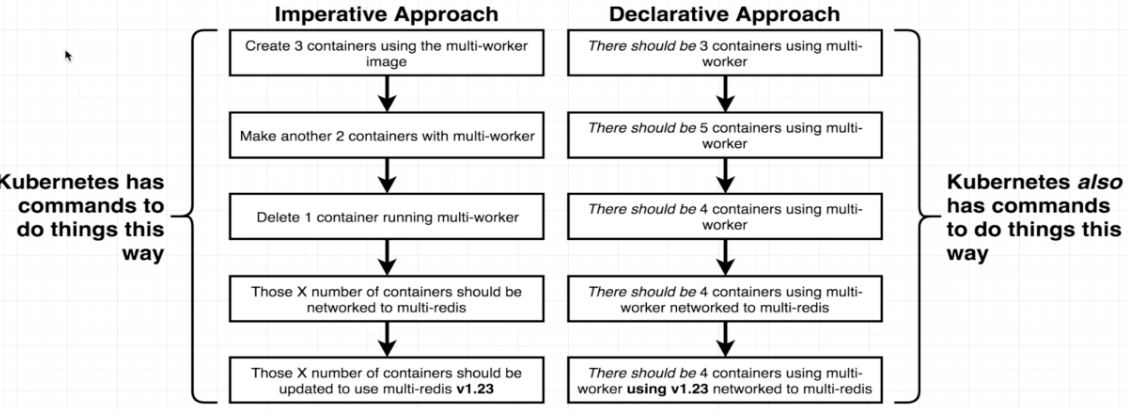 Imperative Approach
Declarative Approach
Create 3 containers using the multi-worker
image
There should be 3 containers using multi-
worker
Make another 2 containers with multi-worker
There should be 5 containers using multi-
worker
Kubernetes has
commands to
do things this
way
Delete 1 container running multi-worker
There should be 4 containers using multi-
worker
Kubernetes also
has commands
to do things this
way
Those X number of containers should be
networked to multi-redis
There should be 4 containers using multi-
worker networked to multi-redis
Those X number of containers should be
updated to use multi-redis v1.23
There should be 4 containers using multi-
worker using v1.23 networked to multi-redis